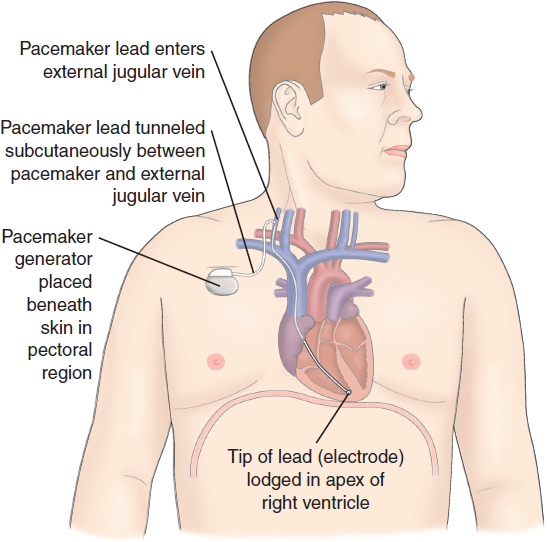 Pacemaker lead enters
external jugular vein
Pacemaker lead tunneled
subcutaneously between
pacemaker and external
jugular vein
Pacemaker
generator
placed
beneath
skin in
pectoral
region
Tip of lead (electrode)
lodged in apex of
right ventricle